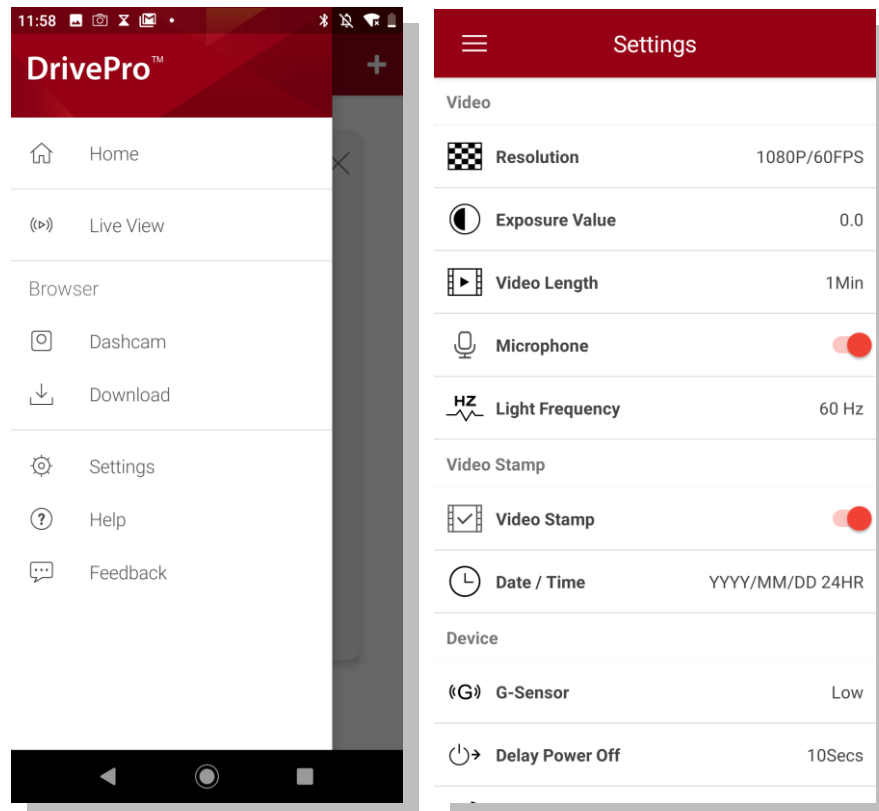 11:58
DrivePro™
Home
Live View
Browser
Dashcam
Download
Settings
Help
Feedback
Settings
Video
Resolution 1080P/60FPS
Exposure Value 0.0
Video Length 1Min
Microphone
HZ Light Frequency 60 Hz
Video Stamp
Video Stamp
Date / Time YYYY/MM/DD 24HR
Device
G G-Sensor Low
Delay Power Off 10Secs